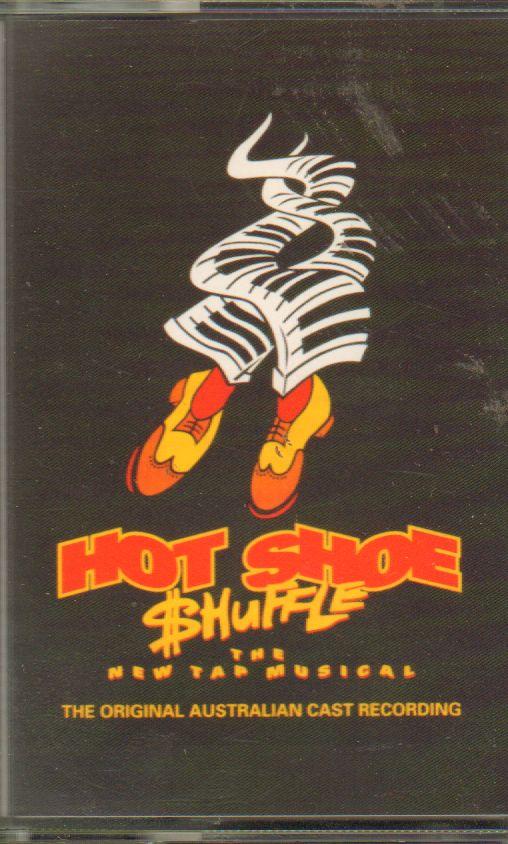 HOT SHOE
$HUFFLE
THE
NEW TAP MUSICAL
THE ORIGINAL AUSTRALIAN CAST RECORDING